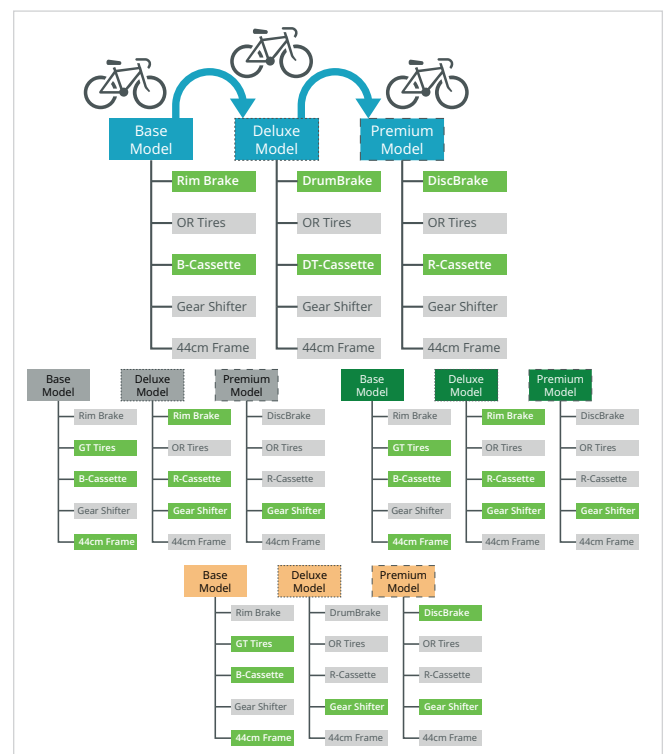 Base
Model
Deluxe
Model
Premium
Model
Rim Brake
DrumBrake
DiscBrake
OR Tires
OR Tires
OR Tires
B-Cassette
DT-Cassette
R-Cassette
Gear Shifter
Gear Shifter
Gear Shifter
44cm Frame
44cm Frame
44cm Frame
Base
Model
Deluxe
Model
Premium
Model
Rim Brake
Rim Brake
DiscBrake
GT Tires
OR Tires
OR Tires
B-Cassette
R-Cassette
R-Cassette
Gear Shifter
Gear Shifter
Gear Shifter
44cm Frame
44cm Frame
44cm Frame
Base
Model
Deluxe
Model
Premium
Model
Rim Brake
Rim Brake
DiscBrake
GT Tires
OR Tires
OR Tires
B-Cassette
R-Cassette
R-Cassette
Gear Shifter
Gear Shifter
Gear Shifter
44cm Frame
44cm Frame
44cm Frame
Base
Model
Deluxe
Model
Premium
Model
Rim Brake
DrumBrake
DiscBrake
GT Tires
OR Tires
OR Tires
B-Cassette
R-Cassette
R-Cassette
Gear Shifter
Gear Shifter
Gear Shifter
44cm Frame
44cm Frame
44cm Frame